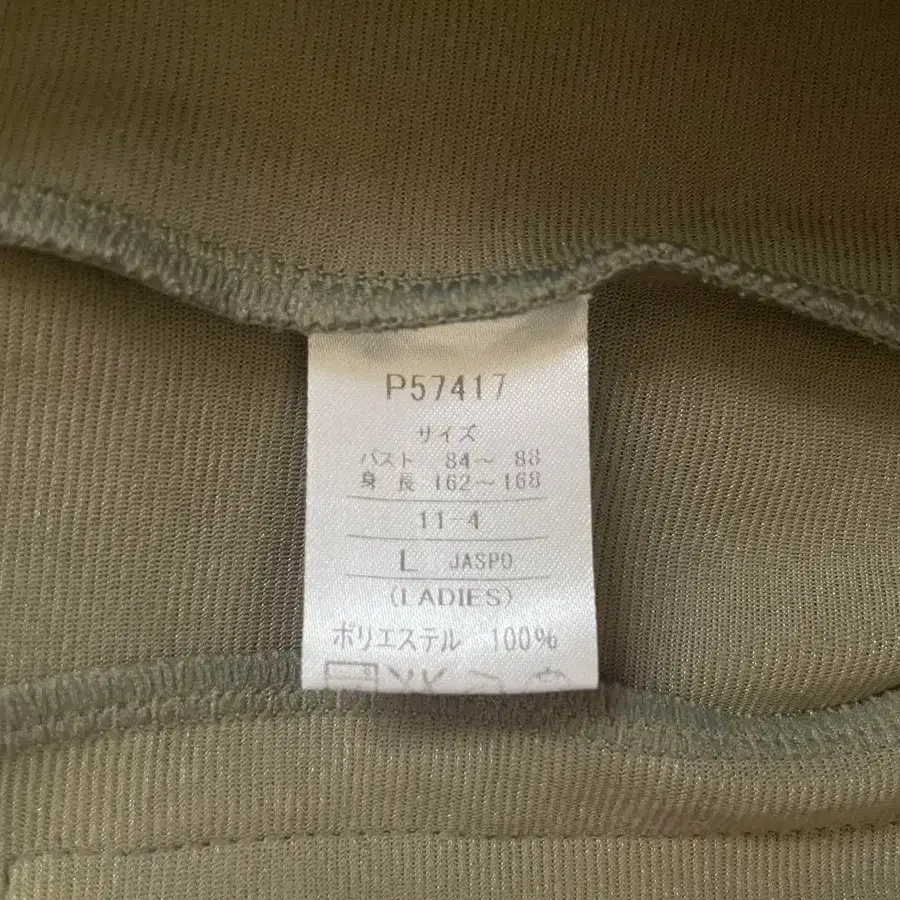 P57417
サイズ
バスト 84〜 88
身 長 162〜168
11-4
L JASPO
(LADIES)
ポリエステル 100%